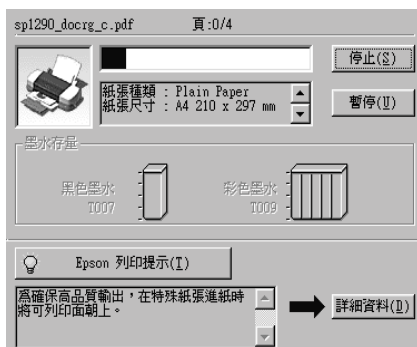 sp1290_docrg_c.pdf 頁:0/4
停止(S)
紙張種類 : Plain Paper
紙張尺寸 : A4 210 x 297 mm
暫停(U)
墨水存量
黑色墨水
T007
彩色墨水
T009
Epson 列印提示(I)
為確保高品質輸出，在特殊紙張進紙時
將可列印面朝上。
詳細資料(D)